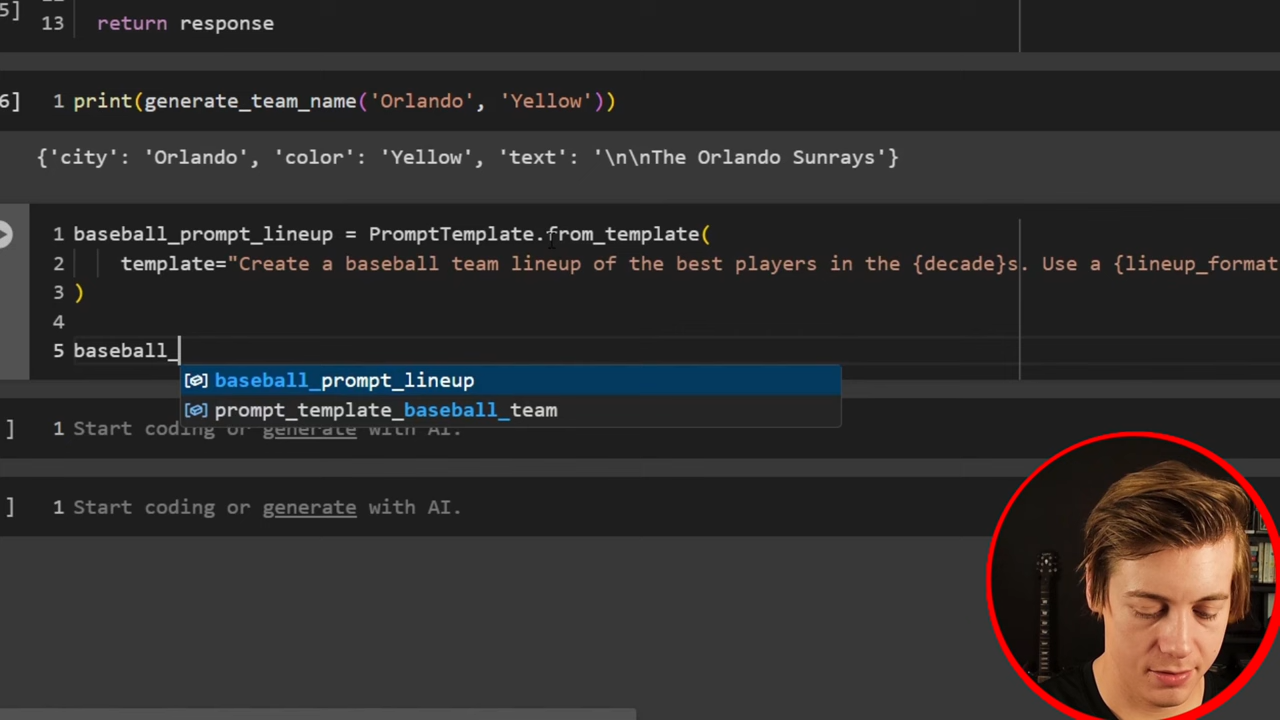 5]
13 return response
6]
1 print(generate_team_name('Orlando', 'Yellow'))
{'city': 'Orlando', 'color': 'Yellow', 'text': '\n\nThe Orlando Sunrays'}
1 baseball_prompt_lineup = PromptTemplate.from_template(
2 template="Create a baseball team lineup of the best players in the {decade}s. Use a {lineup_format
3 )
4
5 baseball_
baseball_prompt_lineup
prompt_template_baseball_team
] 1 Start coding or generate with AI.
] 1 Start coding or generate with AI.